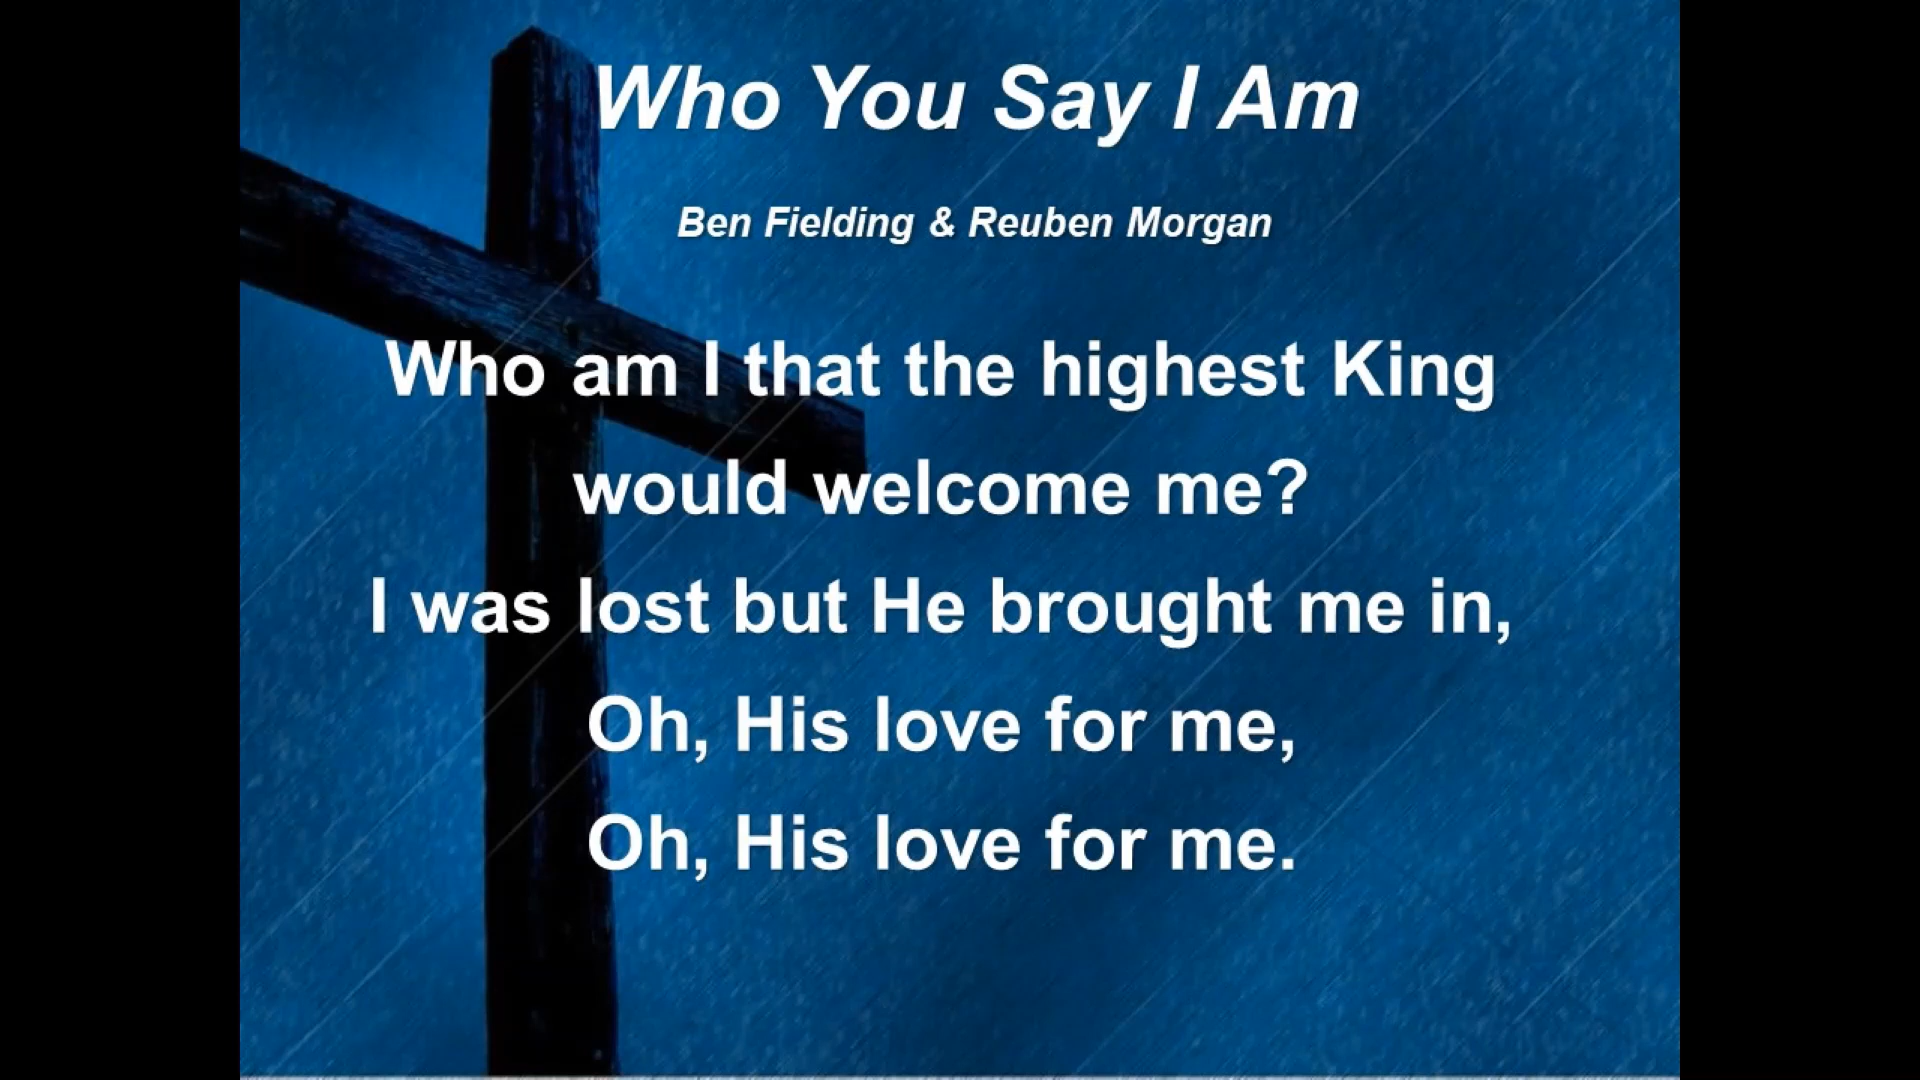 Who You Say I Am
Ben Fielding & Reuben Morgan
Who am I that the highest King
would welcome me?
I was lost but He brought me in,
Oh, His love for me,
Oh, His love for me.